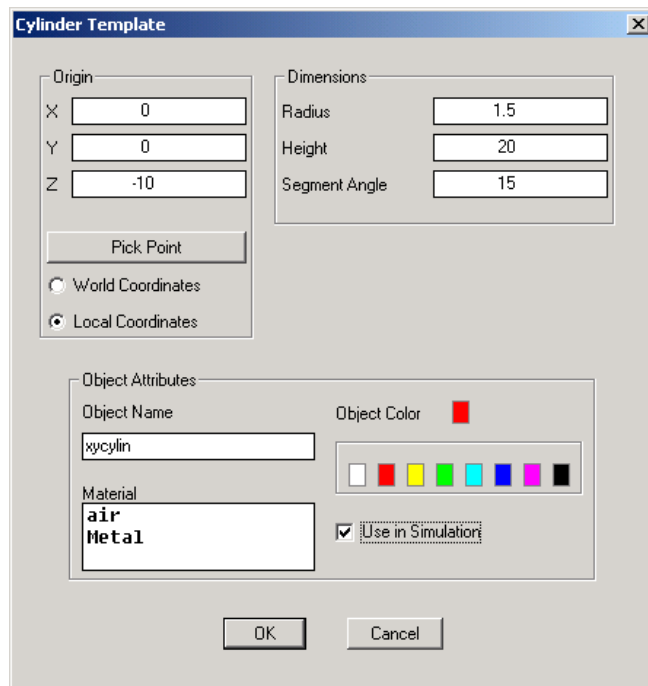 Cylinder Template
Origin
X 0
Y 0
Z -10
Pick Point
World Coordinates
Local Coordinates
Dimensions
Radius 1.5
Height 20
Segment Angle 15
Object Attributes
Object Name
xycylin
Material
air
Metal
Object Color
Use in Simulation
OK
Cancel